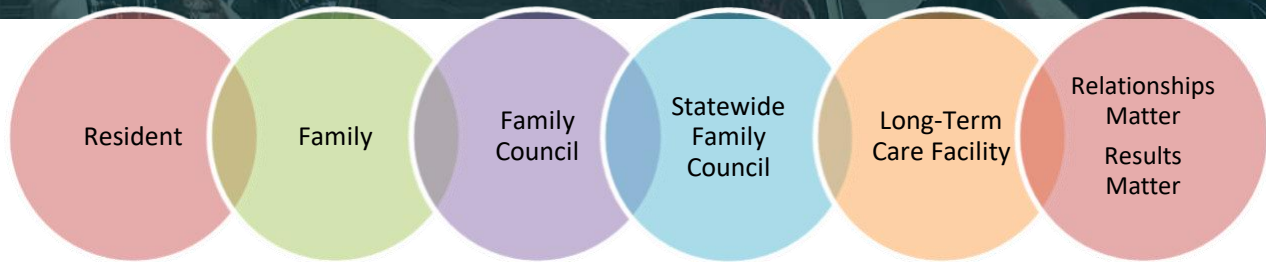 Resident
Family
Family
Council
Statewide
Family
Council
Long-Term
Care Facility
Relationships
Matter
Results
Matter